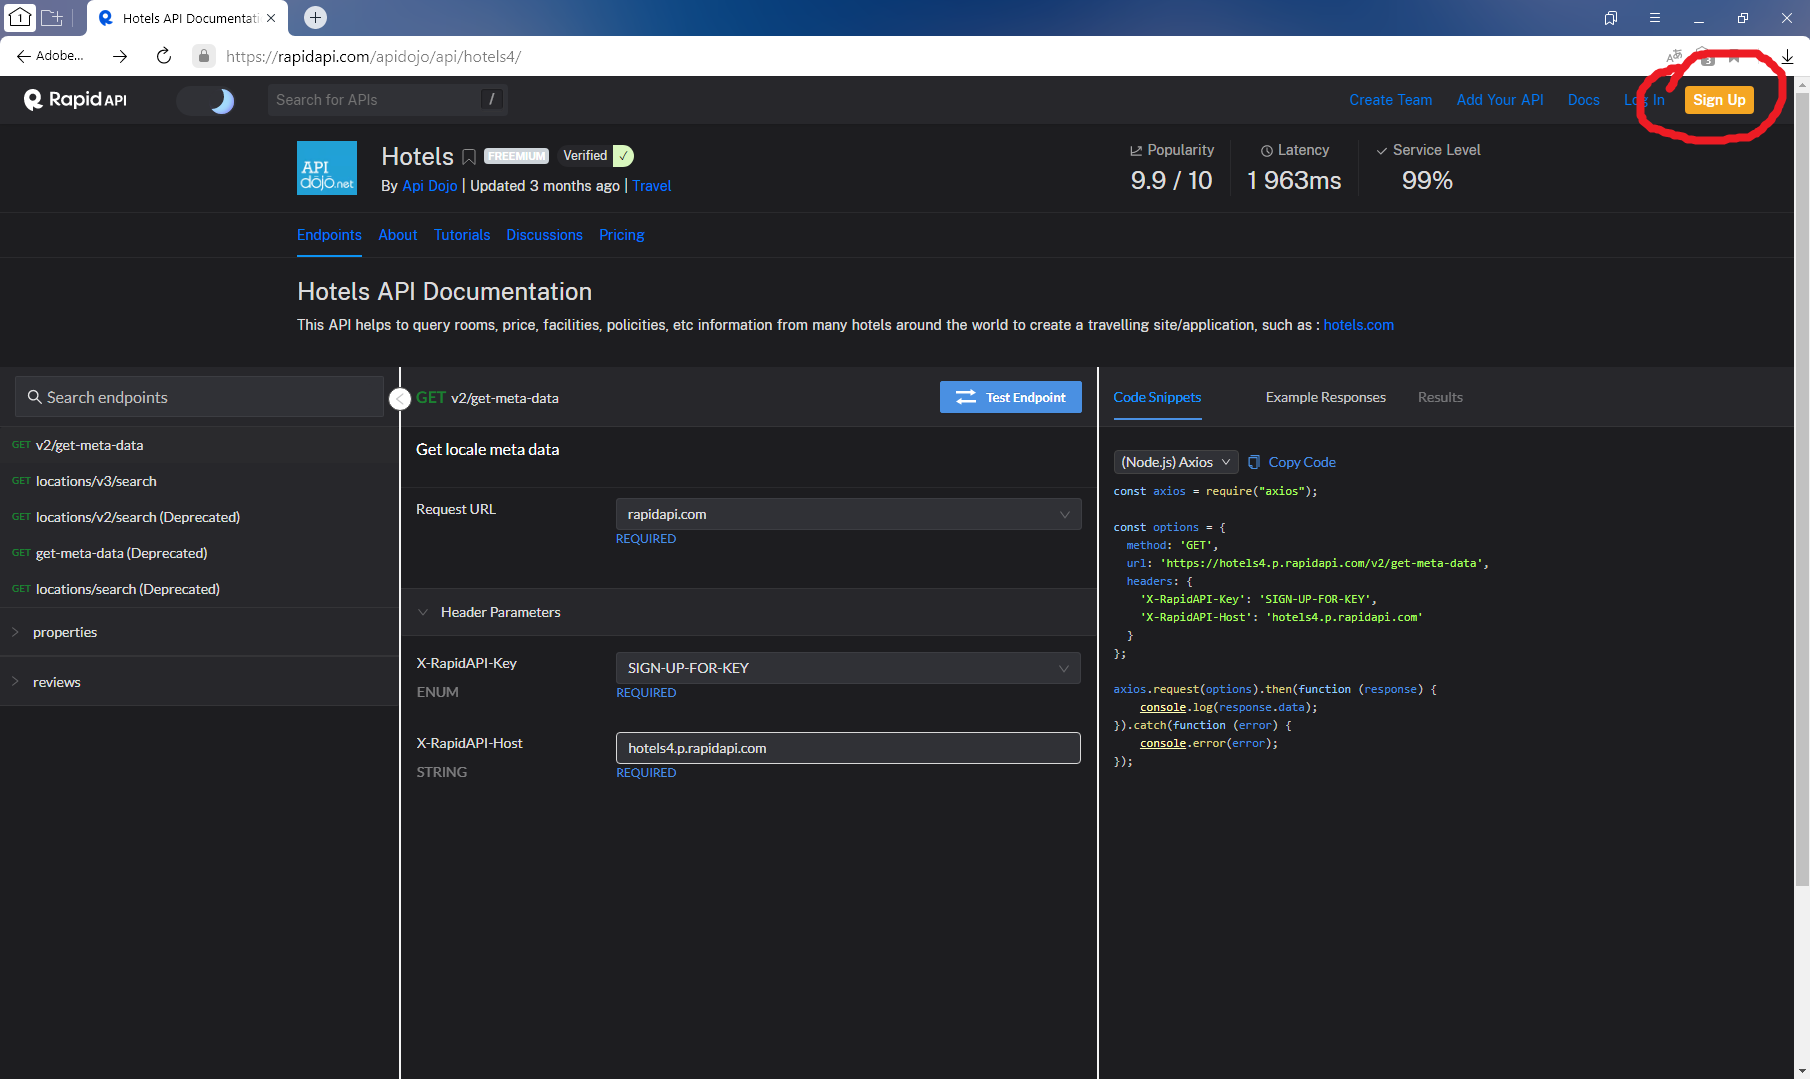 1
Hotels API Documentati
Adobe...
https://rapidapi.com/apidojo/api/hotels4/
3
Rapid API
Search for APIs
/
Create Team
Add Your API
Docs
Log In
Sign Up
API
dojo.net
Hotels
FREEMIUM
Verified
By Api Dojo | Updated 3 months ago | Travel
Popularity
9.9 / 10
Latency
1 963ms
Service Level
99%
Endpoints
About
Tutorials
Discussions
Pricing
Hotels API Documentation
This API helps to query rooms, price, facilities, policities, etc information from many hotels around the world to create a travelling site/application, such as : hotels.com
Search endpoints
GET v2/get-meta-data
GET locations/v3/search
GET locations/v2/search (Deprecated)
GET get-meta-data (Deprecated)
GET locations/search (Deprecated)
properties
reviews
GET v2/get-meta-data
Test Endpoint
Get locale meta data
Request URL
rapidapi.com
REQUIRED
Header Parameters
X-RapidAPI-Key
SIGN-UP-FOR-KEY
ENUM
REQUIRED
X-RapidAPI-Host
hotels4.p.rapidapi.com
STRING
REQUIRED
Code Snippets
Example Responses
Results
(Node.js) Axios
Copy Code
const axios = require("axios");
const options = {
method: 'GET',
url: 'https://hotels4.p.rapidapi.com/v2/get-meta-data',
headers: {
'X-RapidAPI-Key': 'SIGN-UP-FOR-KEY',
'X-RapidAPI-Host': 'hotels4.p.rapidapi.com'
}
};
axios.request(options).then(function (response) {
console.log(response.data);
}).catch(function (error) {
console.error(error);
});